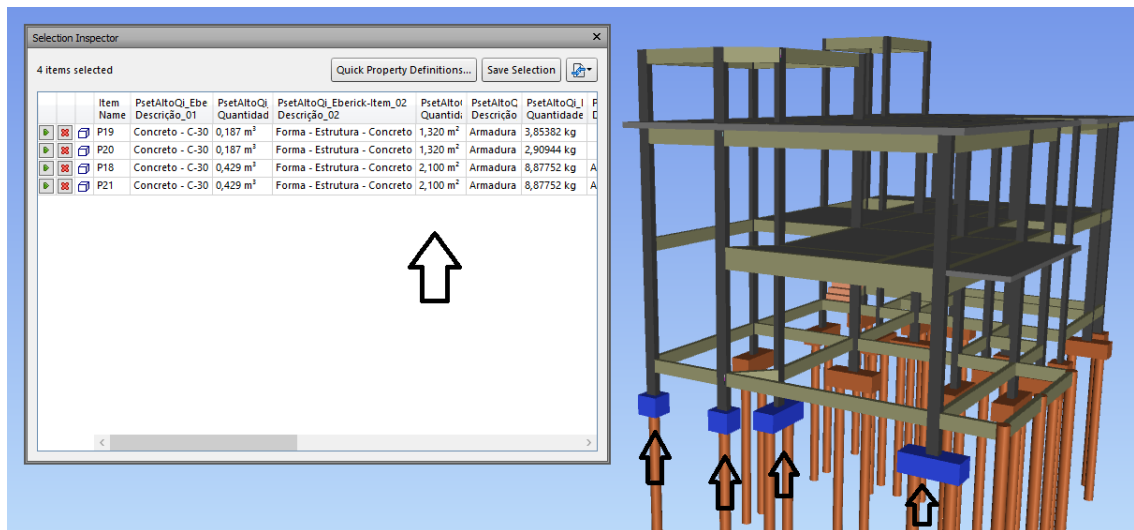 Selection Inspector
4 items selected
Quick Property Definitions...
Save Selection
Item Name PsetAltoQi_Ebe Descrição_01 PsetAltoQi_ Quantidad PsetAltoQi_Eberick-Item_02 Descrição_02 PsetAlto Quantida PsetAltoQ Descrição PsetAltoQi_I Quantidade
P19 Concreto - C-30 0,187 m³ Forma - Estrutura - Concreto 1,320 m² Armadura 3,85382 kg
P20 Concreto - C-30 0,187 m³ Forma - Estrutura - Concreto 1,320 m² Armadura 2,90944 kg
P18 Concreto - C-30 0,429 m³ Forma - Estrutura - Concreto 2,100 m² Armadura 8,87752 kg A
P21 Concreto - C-30 0,429 m³ Forma - Estrutura - Concreto 2,100 m² Armadura 8,87752 kg A